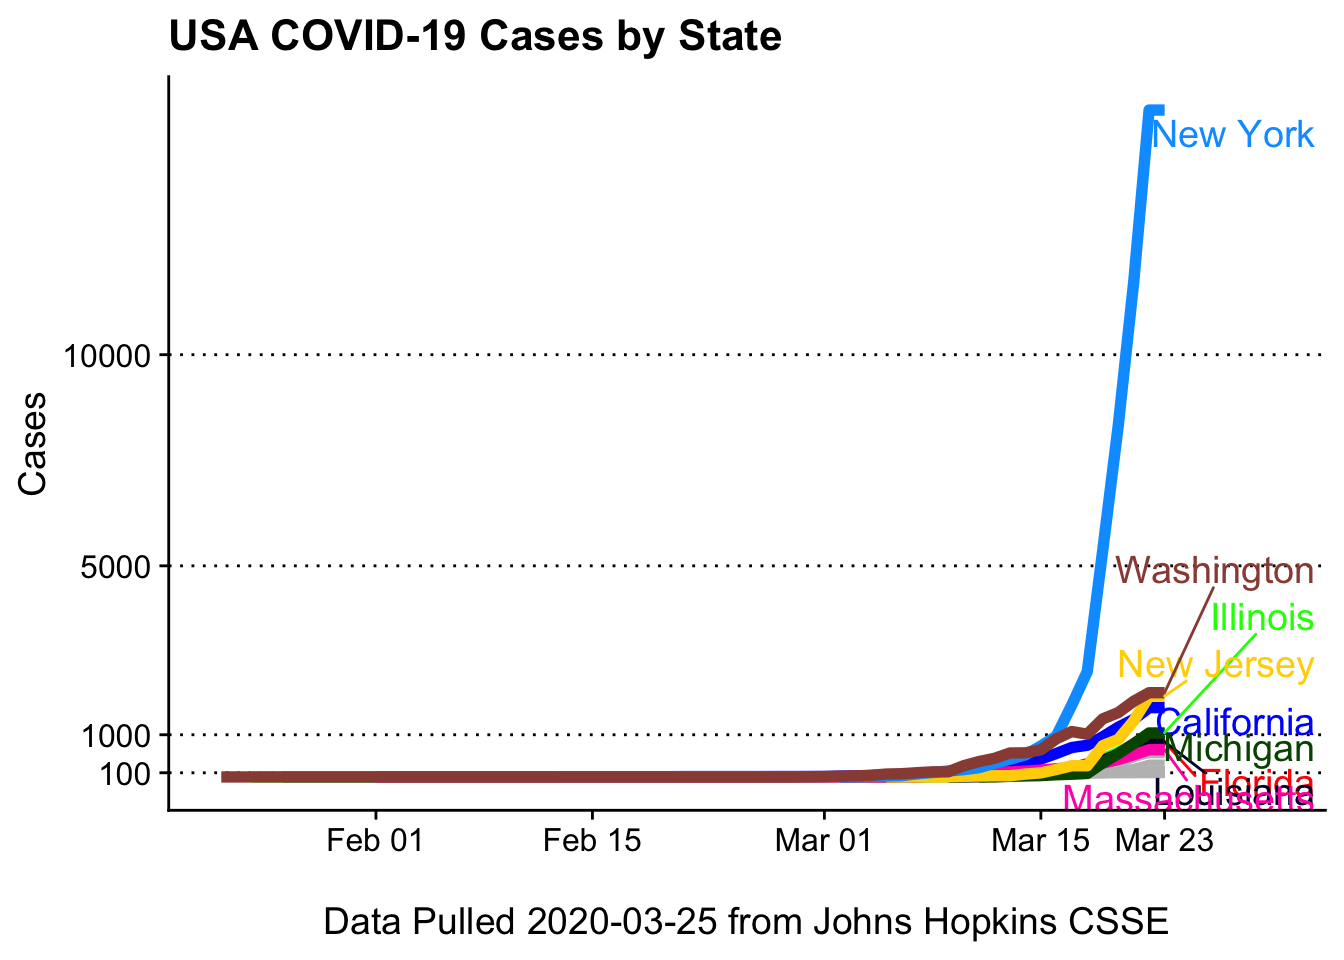 USA COVID-19 Cases by State
New York
10000
Cases
5000
Washington
Illinois
New Jersey
California
1000
Michigan
100
Florida
Louisiana
Massachusetts
Feb 01 Feb 15 Mar 01 Mar 15 Mar 23
Data Pulled 2020-03-25 from Johns Hopkins CSSE